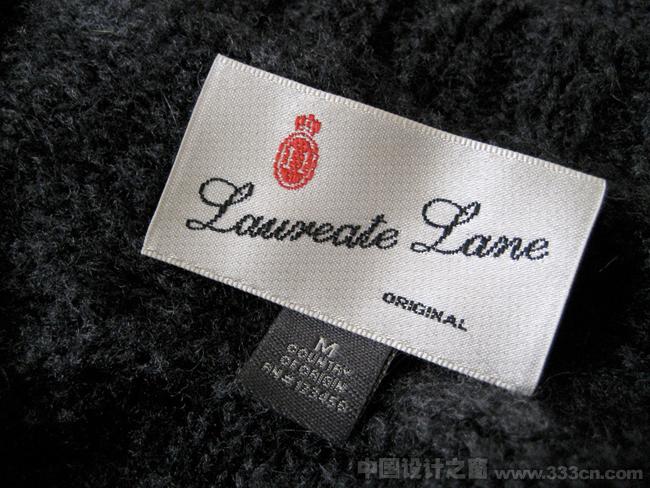 Laureate Lane
ORIGINAL
M
COUNTRY
OF ORIGIN
RN#123456
中国设计之窗 www.333cn.com